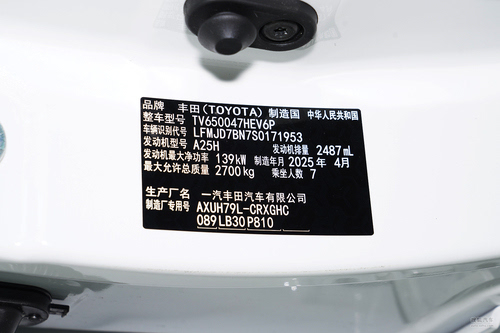 品牌 丰田(TOYOTA) 制造国 中华人民共和国
整车型号 TV650047HEV6P
车辆识别代号 LFMJD7BN7S0171953
发动机型号 A25H 发动机排量 2487mL
发动机最大净功率 139kW 制造年月 2025年 4月
最大允许总质量 2700kg 乘坐人数 7
生产厂名 一汽丰田汽车有限公司
制造厂专用号 AXUH79L-CRXGHC
089LB30P810